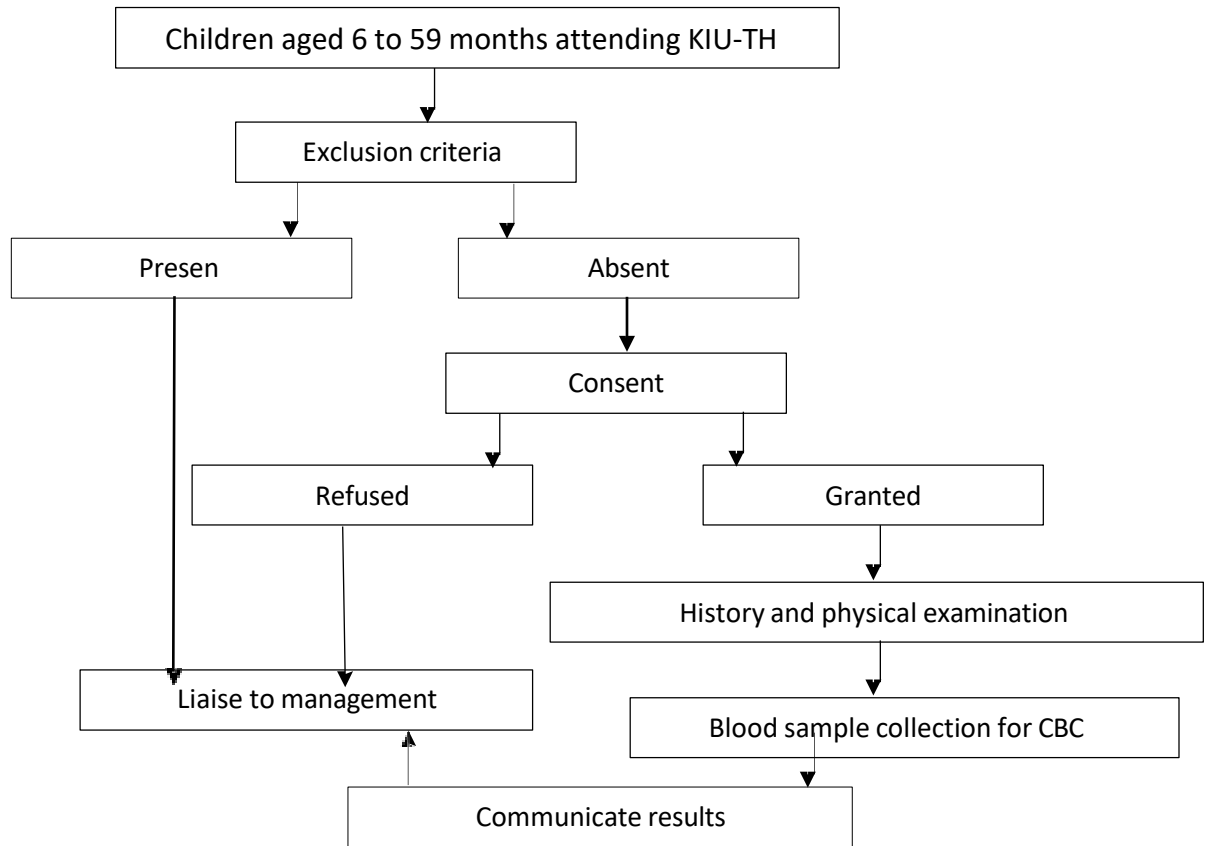 Children aged 6 to 59 months attending KIU-TH
Exclusion criteria
Presen
Absent
Consent
Refused
Granted
History and physical examination
Liaise to management
Blood sample collection for CBC
Communicate results